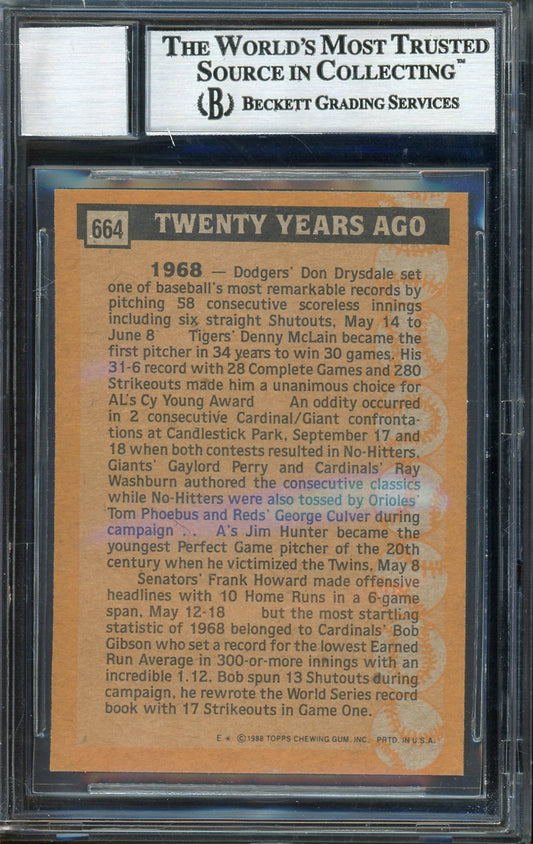 THE WORLD'S MOST TRUSTED
SOURCE IN COLLECTING™
B BECKETT GRADING SERVICES
664 TWENTY YEARS AGO
1968 — Dodgers' Don Drysdale set
one of baseball's most remarkable records by
pitching 58 consecutive scoreless innings
including six straight Shutouts, May 14 to
June 8 Tigers' Denny McLain became the
first pitcher in 34 years to win 30 games. His
31-6 record with 28 Complete Games and 280
Strikeouts made him a unanimous choice for
AL's Cy Young Award An oddity occurred
in 2 consecutive Cardinal/Giant confronta-
tions at Candlestick Park, September 17 and
18 when both contests resulted in No-Hitters.
Giants' Gaylord Perry and Cardinals' Ray
Washburn authored the consecutive classics
while No-Hitters were also tossed by Orioles'
Tom Phoebus and Reds' George Culver during
campaign . . A's Jim Hunter became the
youngest Perfect Game pitcher of the 20th
century when he victimized the Twins, May 8
Senators' Frank Howard made offensive
headlines with 10 Home Runs in a 6-game
span, May 12-18 but the most startling
statistic of 1968 belonged to Cardinals' Bob
Gibson who set a record for the lowest Earned
Run Average in 300-or-more innings with an
incredible 1.12. Bob spun 13 Shutouts during
campaign, he rewrote the World Series record
book with 17 Strikeouts in Game One.
E * © 1988 TOPPS CHEWING GUM, INC. PRTD. IN U.S.A.